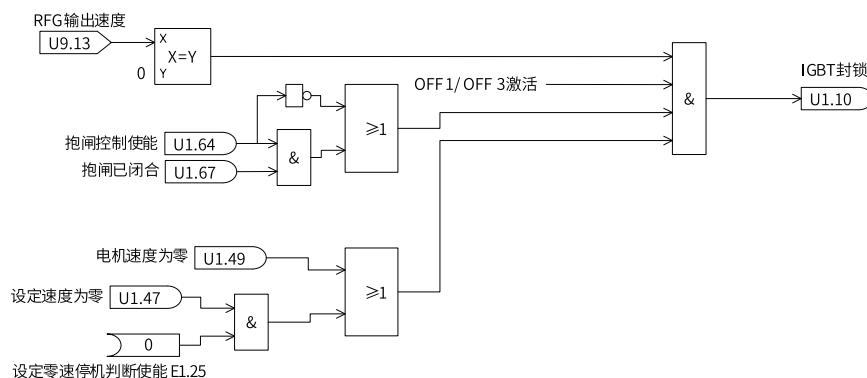 RFG输出速度
U9.13
X
X=Y
0
Y
OFF 1/ OFF 3激活
IGBT封锁
U1.10
&
抱闸控制使能
U1.64
≥1
&
抱闸已闭合
U1.67
电机速度为零
U1.49
≥1
设定速度为零
U1.47
&
0
设定零速停机判断使能 E1.25